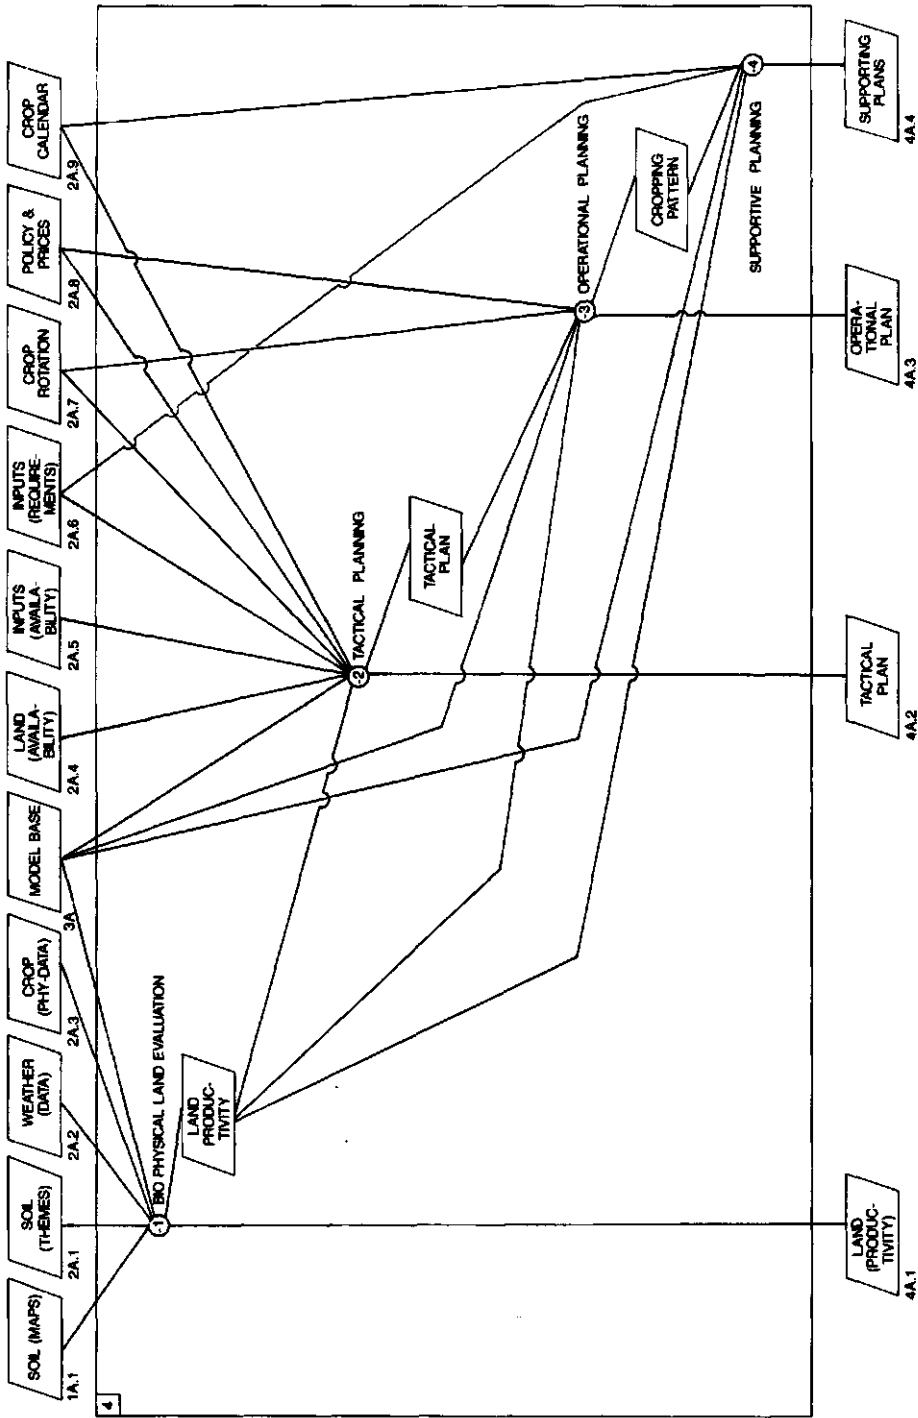 SOIL (MAPS)
1A.1
SOIL
(THEMES)
2A.1
WEATHER
(DATA)
2A.2
CROP
(PHY-DATA)
2A.3
MODEL BASE
3A
LAND
(AVAILA-
BILITY)
2A.4
INPUTS
(AVAILA-
BILITY)
2A.5
INPUTS
(REQUIRE-
MENTS)
2A.6
CROP
ROTATION
2A.7
POLICY &
PRICES
2A.8
CROP
CALENDAR
2A.9
4
-1
BIO PHYSICAL LAND EVALUATION
LAND
PRODUC-
TIVITY
-2
TACTICAL PLANNING
TACTICAL
PLAN
-3
OPERATIONAL PLANNING
CROPPING
PATTERN
-4
SUPPORTIVE PLANNING
LAND
(PRODUC-
TIVITY)
4A.1
TACTICAL
PLAN
4A.2
OPERA-
TIONAL
PLAN
4A.3
SUPPORTING
PLANS
4A.4